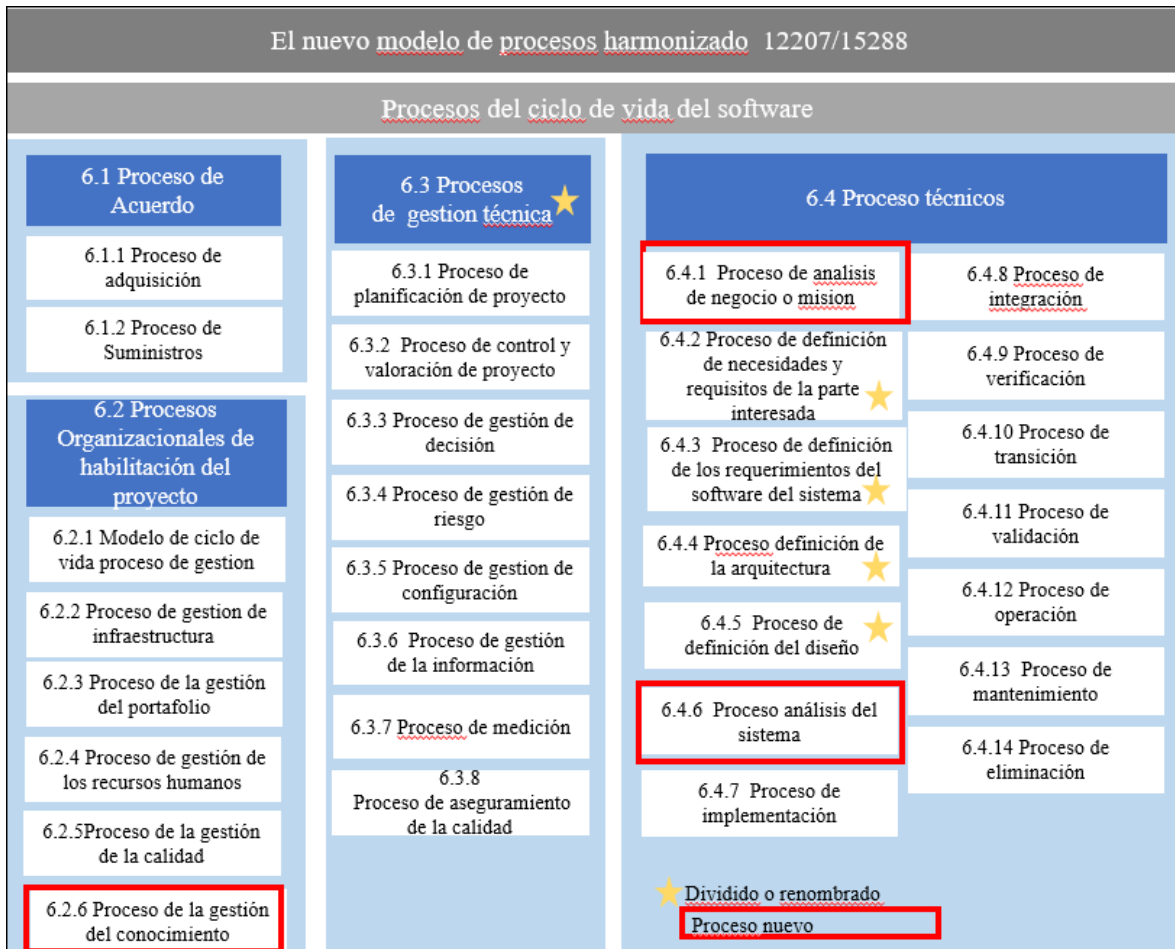 El nuevo modelo de procesos harmonizado 12207/15288
Procesos del ciclo de vida del software
6.1 Proceso de
Acuerdo
6.1.1 Proceso de
adquisición
6.1.2 Proceso de
Suministros
6.2 Procesos
Organizacionales de
habilitación del
proyecto
6.2.1 Modelo de ciclo de
vida proceso de gestion
6.2.2 Proceso de gestion de
infraestructura
6.2.3 Proceso de la gestión
del portafolio
6.2.4 Proceso de gestión de
los recursos humanos
6.2.5Proceso de la gestión
de la calidad
6.2.6 Proceso de la gestión
del conocimiento
6.3 Procesos
de gestion técnica
6.3.1 Proceso de
planificación de proyecto
6.3.2 Proceso de control y
valoración de proyecto
6.3.3 Proceso de gestión de
decisión
6.3.4 Proceso de gestión de
riesgo
6.3.5 Proceso de gestion de
configuración
6.3.6 Proceso de gestión
de la información
6.3.7 Proceso de medición
6.3.8
Proceso de aseguramiento
de la calidad
6.4 Proceso técnicos
6.4.1 Proceso de analisis
de negocio o mision
6.4.2 Proceso de definición
de necesidades y
requisitos de la parte
interesada
6.4.3 Proceso de definición
de los requerimientos del
software del sistema
6.4.4 Proceso definición de
la arquitectura
6.4.5 Proceso de
definición del diseño
6.4.6 Proceso análisis del
sistema
6.4.7 Proceso de
implementación
6.4.8 Proceso de
integración
6.4.9 Proceso de
verificación
6.4.10 Proceso de
transición
6.4.11 Proceso de
validación
6.4.12 Proceso de
operación
6.4.13 Proceso de
mantenimiento
6.4.14 Proceso de
eliminación
Dividido o renombrado
Proceso nuevo